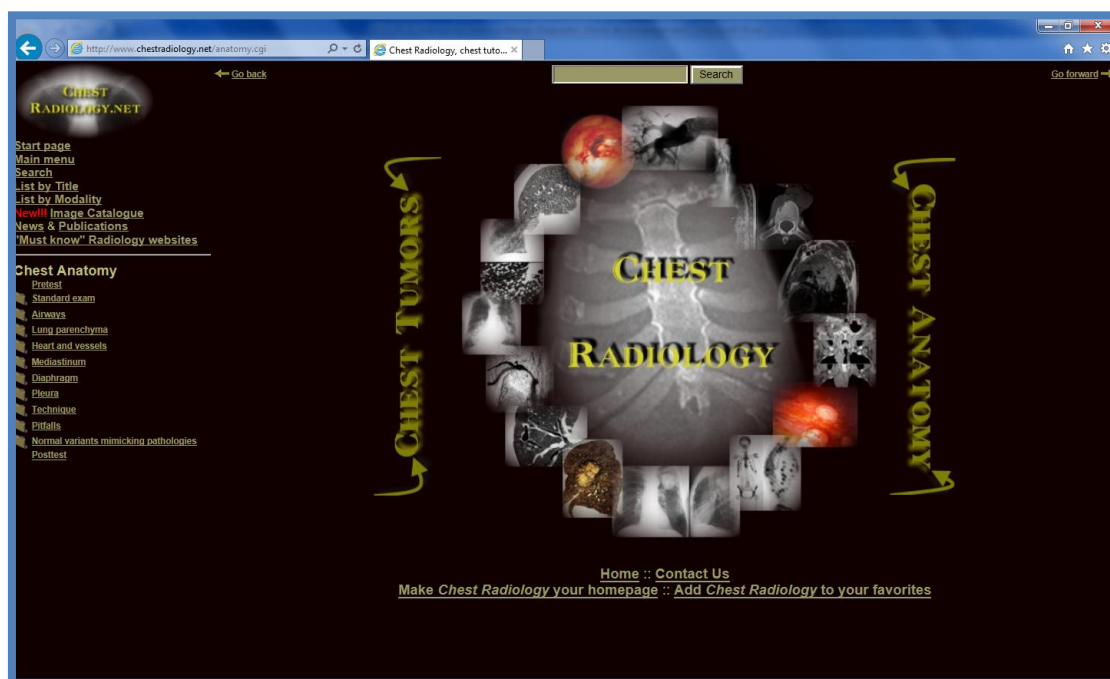 http://www.chestradiology.net/anatomy.cgi
Chest Radiology, chest tuto...
Go back
Search
Go forward
CHEST
RADIOLOGY.NET
Start page
Main menu
Search
List by Title
List by Modality
New!!! Image Catalogue
News & Publications
"Must know" Radiology websites
Chest Anatomy
Pretest
Standard exam
Airways
Lung parenchyma
Heart and vessels
Mediastinum
Diaphragm
Pleura
Technique
Pitfalls
Normal variants mimicking pathologies
Posttest
CHEST TUMORS
CHEST
RADIOLOGY
CHEST ANATOMY
Home :: Contact Us
Make Chest Radiology your homepage :: Add Chest Radiology to your favorites